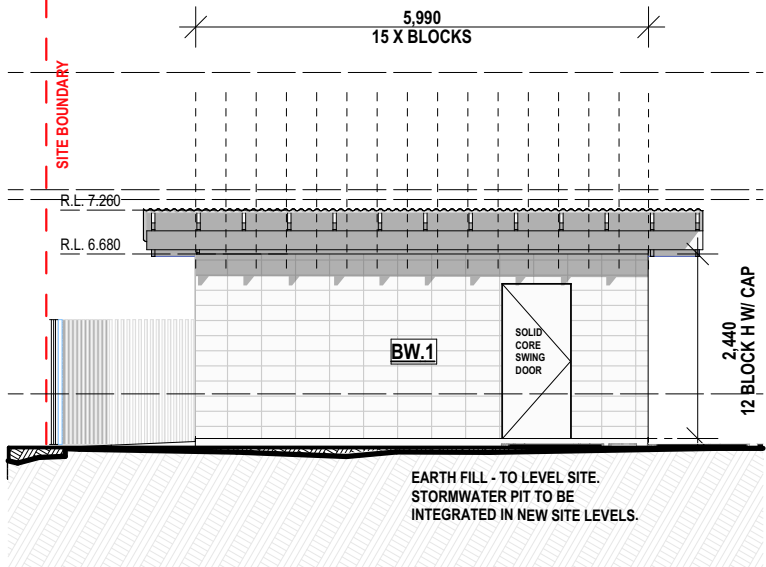 5,990
15 X BLOCKS
SITE BOUNDARY
R.L. 7.260
R.L. 6.680
BW.1
SOLID
CORE
SWING
DOOR
2,440
12 BLOCK H W/ CAP
EARTH FILL - TO LEVEL SITE.
STORMWATER PIT TO BE
INTEGRATED IN NEW SITE LEVELS.